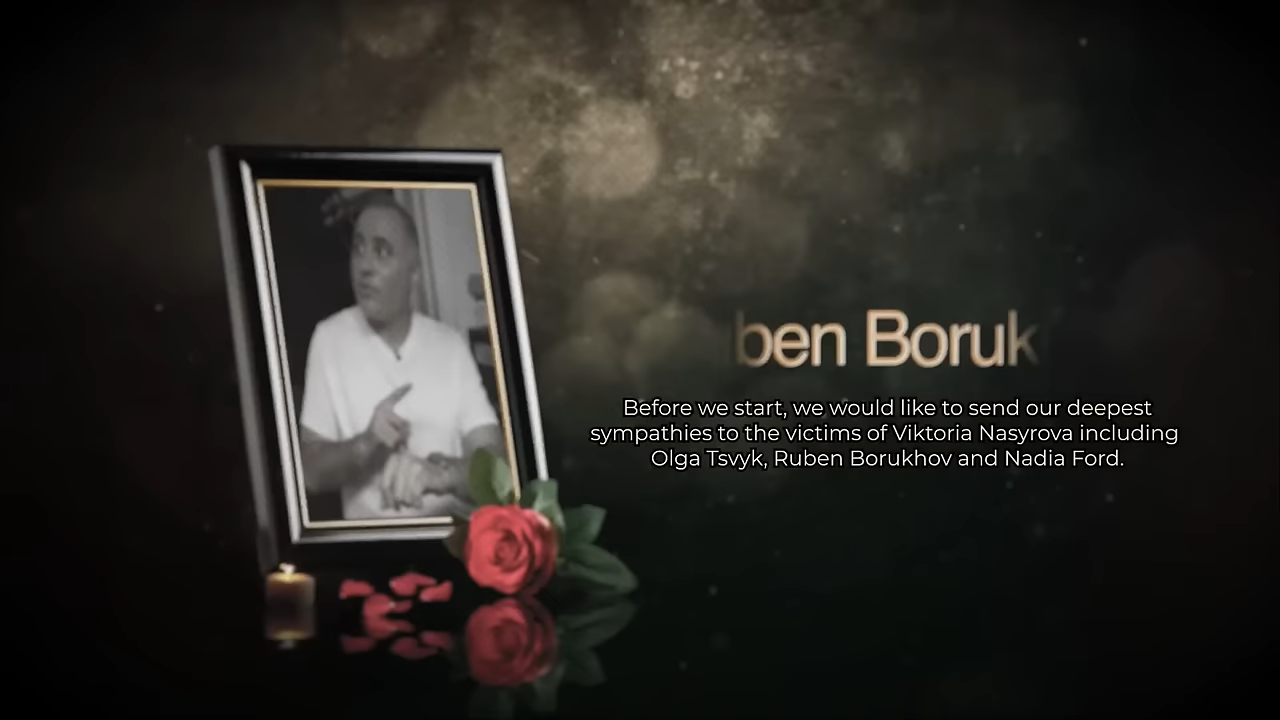 ben Boruk
Before we start, we would like to send our deepest
sympathies to the victims of Viktoria Nasyrova including
Olga Tsvyk, Ruben Borukhov and Nadia Ford.